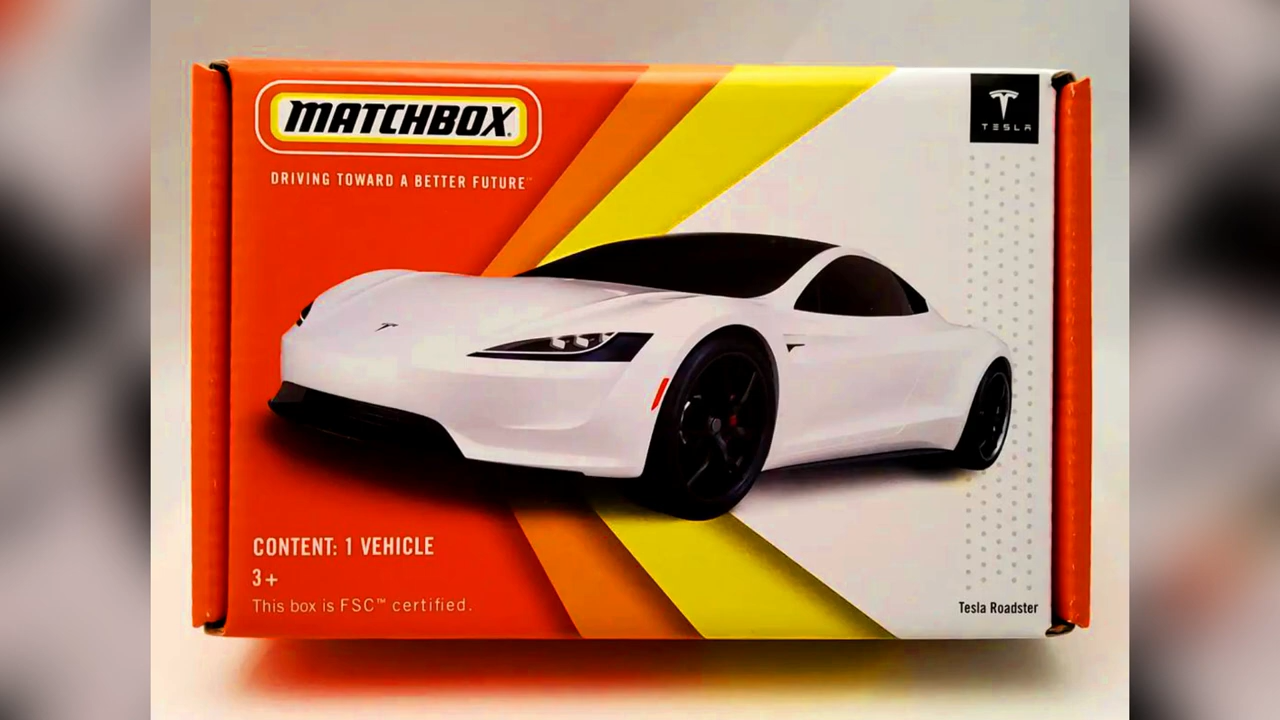 MATCHBOX
DRIVING TOWARD A BETTER FUTURE™
TESLA
CONTENT: 1 VEHICLE
3+
This box is FSC™ certified.
Tesla Roadster